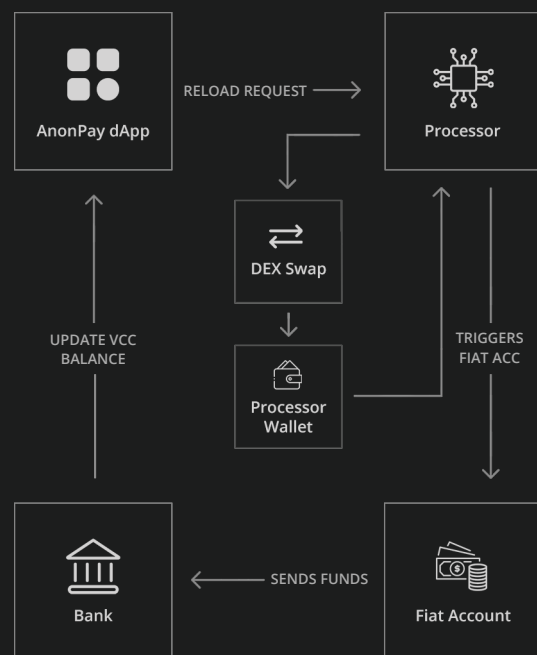 AnonPay dApp
RELOAD REQUEST
Processor
DEX Swap
UPDATE VCC
BALANCE
TRIGGERS
FIAT ACC
Processor
Wallet
Bank
SENDS FUNDS
Fiat Account